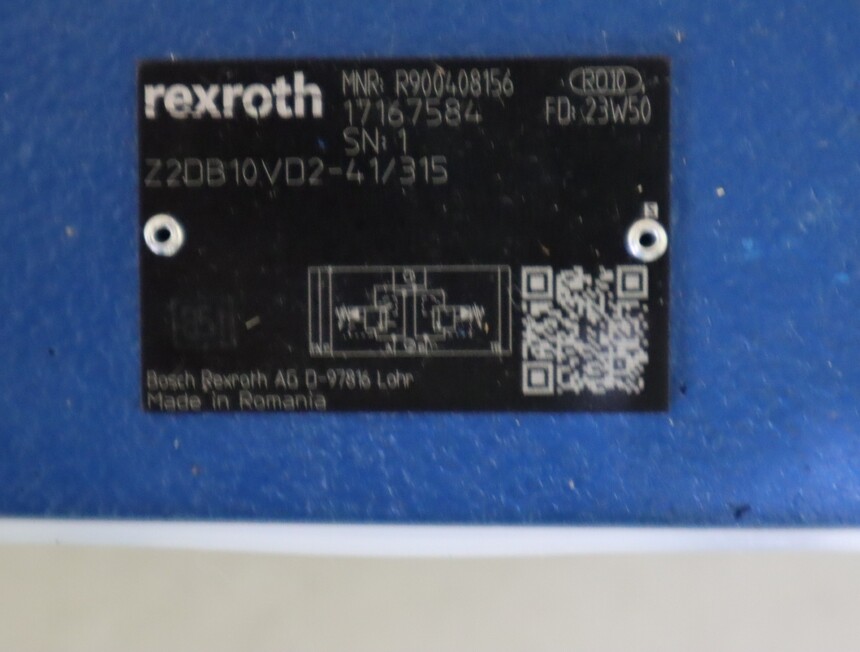 rexroth
MNR: R900408156
RO10
17167584
FD: 23W50
SN: 1
Z2DB10VD2-41/315
Bosch Rexroth AG D-97816 Lohr
Made in Romania